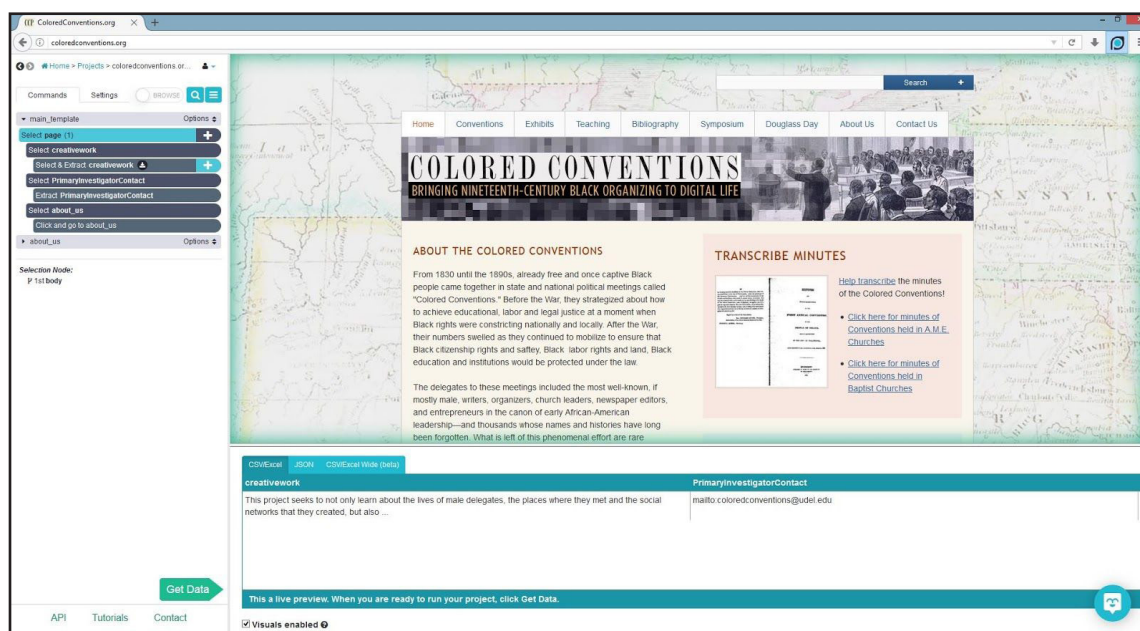 ColoredConventions.org
coloredconventions.org
Home > Projects > coloredconventions.or...
Commands Settings BROWSE
main_template Options
Select page (1)
Select creativework
Select & Extract creativework
Select PrimaryInvestigatorContact
Extract PrimaryInvestigatorContact
Select about_us
Click and go to about_us
about_us Options
Selection Node:
1st body
Get Data
API Tutorials Contact
Search +
Home Conventions Exhibits Teaching Bibliography Symposium Douglass Day About Us Contact Us
COLORED CONVENTIONS
BRINGING NINETEENTH-CENTURY BLACK ORGANIZING TO DIGITAL LIFE
ABOUT THE COLORED CONVENTIONS
From 1830 until the 1890s, already free and once captive Black
people came together in state and national political meetings called
"Colored Conventions." Before the War, they strategized about how
to achieve educational, labor and legal justice at a moment when
Black rights were constricting nationally and locally. After the War,
their numbers swelled as they continued to mobilize to ensure that
Black citizenship rights and saftey, Black labor rights and land, Black
education and institutions would be protected under the law.
The delegates to these meetings included the most well-known, if
mostly male, writers, organizers, church leaders, newspaper editors,
and entrepreneurs in the canon of early African-American
leadership—and thousands whose names and histories have long
been forgotten. What is left of this phenomenal effort are rare
TRANSCRIBE MINUTES
Help transcribe the minutes
of the Colored Conventions!
• Click here for minutes of
Conventions held in A.M.E.
Churches
• Click here for minutes of
Conventions held in
Baptist Churches
CSV/Excel JSON CSV/Excel Wide (beta)
creativework PrimaryInvestigatorContact
This project seeks to not only learn about the lives of male delegates, the places where they met and the social mailto:coloredconventions@udel.edu
networks that they created, but also ...
This a live preview. When you are ready to run your project, click Get Data.
Visuals enabled